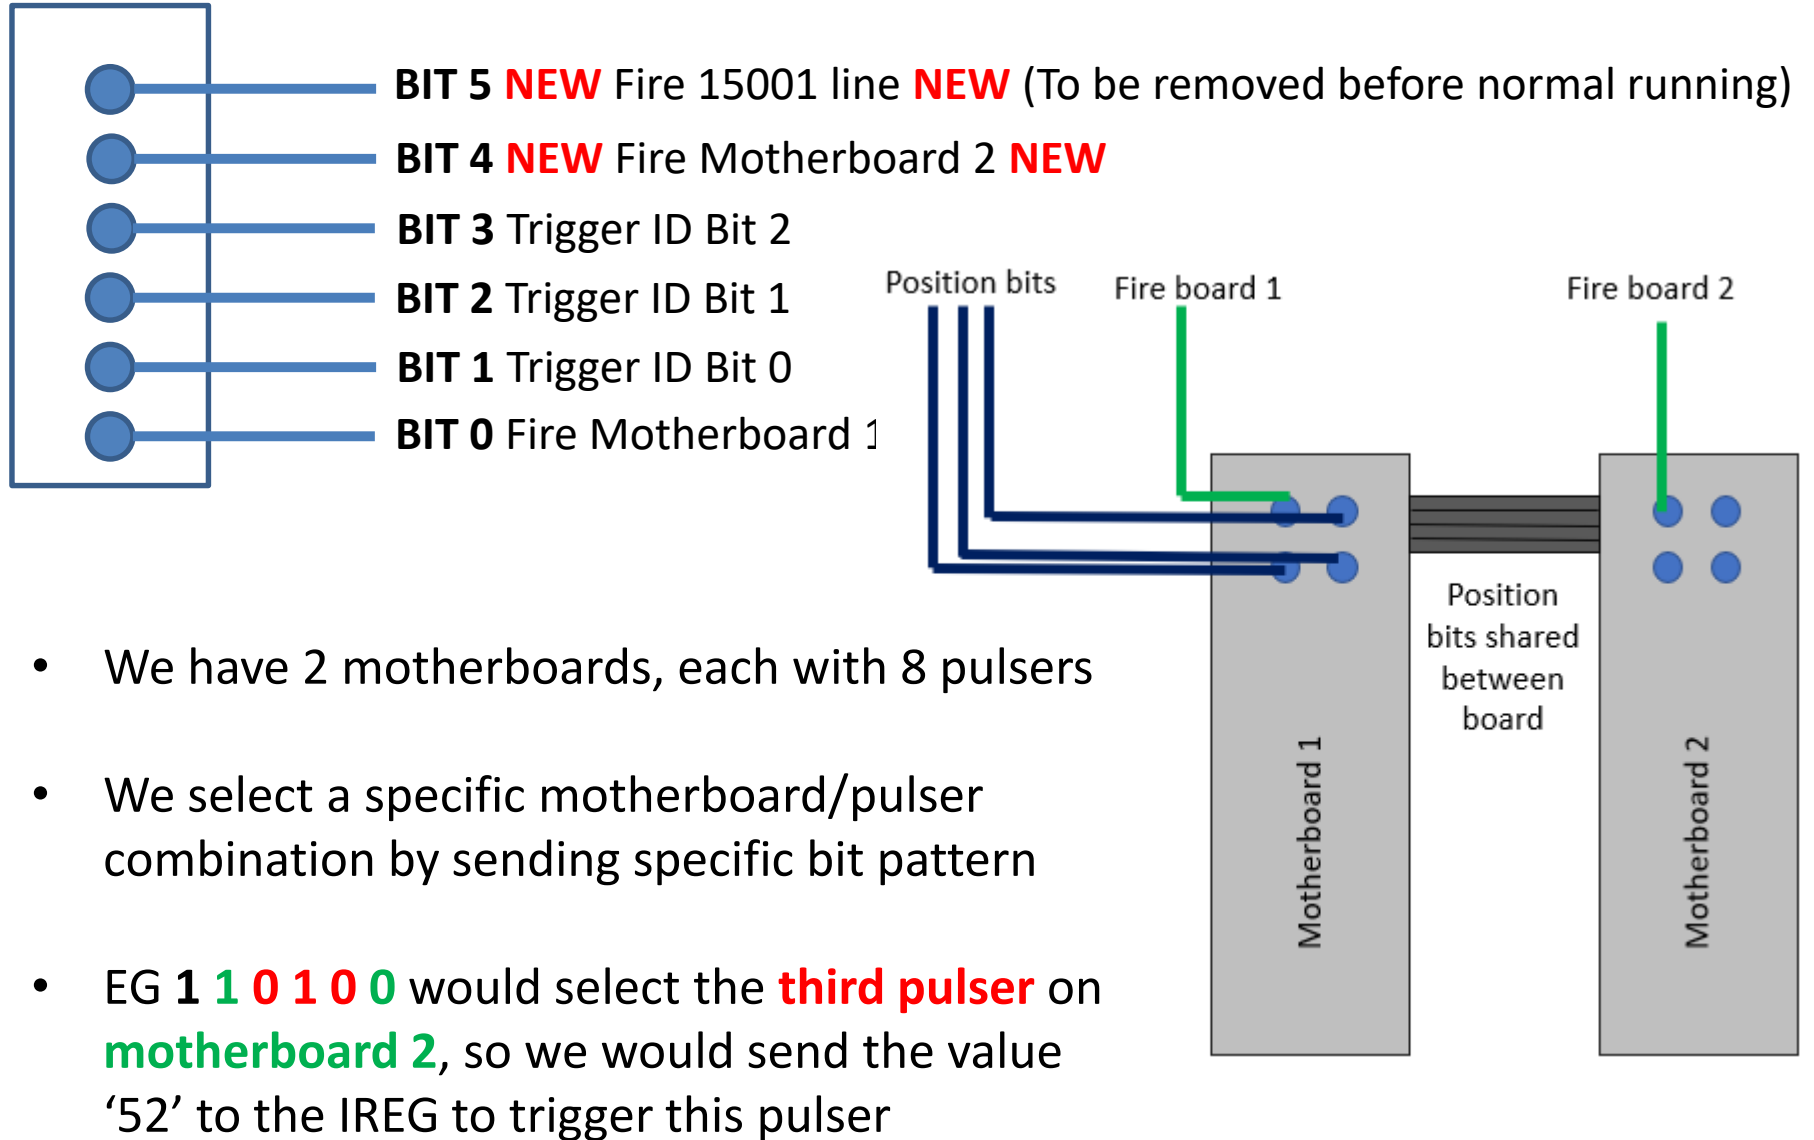 BIT 5 NEW Fire 15001 line NEW (To be removed before normal running)
BIT 4 NEW Fire Motherboard 2 NEW
BIT 3 Trigger ID Bit 2
BIT 2 Trigger ID Bit 1
BIT 1 Trigger ID Bit 0
BIT 0 Fire Motherboard 1
Position bits
Fire board 1
Fire board 2
Position
bits shared
between
board
Motherboard 1
Motherboard 2
• We have 2 motherboards, each with 8 pulsers
• We select a specific motherboard/pulser
combination by sending specific bit pattern
• EG 1 1 0 1 0 0 would select the third pulser on
motherboard 2, so we would send the value
‘52’ to the IREG to trigger this pulser